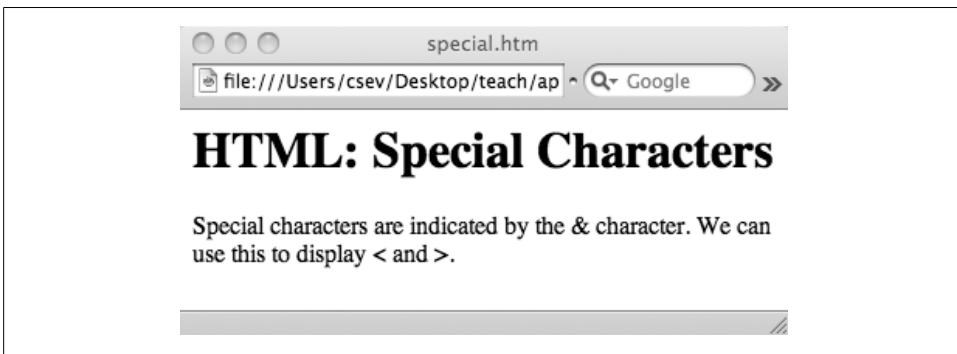 special.htm
file:///Users/csev/Desktop/teach/ap
Google
HTML: Special Characters
Special characters are indicated by the & character. We can
use this to display < and >.